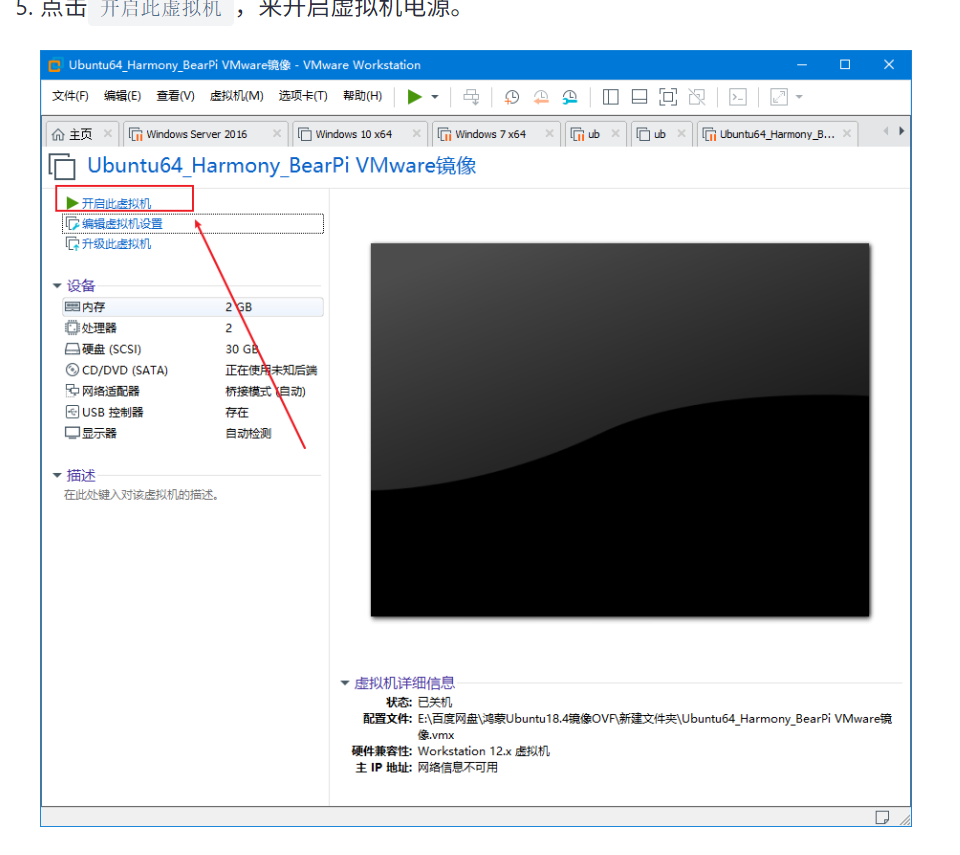 5. 点击 开启此虚拟机 ，来开启虚拟机电源。
Ubuntu64_Harmony_BearPi VMware镜像 - VMware Workstation
文件(F) 编辑(E) 查看(V) 虚拟机(M) 选项卡(T) 帮助(H)
主页 Windows Server 2016 Windows 10 x64 Windows 7 x64 ub ub Ubuntu64_Harmony_B...
Ubuntu64_Harmony_BearPi VMware镜像
开启此虚拟机
编辑虚拟机设置
升级此虚拟机
设备
内存 2 GB
处理器 2
硬盘 (SCSI) 30 GB
CD/DVD (SATA) 正在使用未知后端
网络适配器 桥接模式 (自动)
USB 控制器 存在
显示器 自动检测
描述
在此处键入对该虚拟机的描述。
虚拟机详细信息
状态: 已关机
配置文件: E:\百度网盘\鸿蒙Ubuntu18.4镜像OVF\新建文件夹\Ubuntu64_Harmony_BearPi VMware镜
像.vmx
硬件兼容性: Workstation 12.x 虚拟机
主 IP 地址: 网络信息不可用